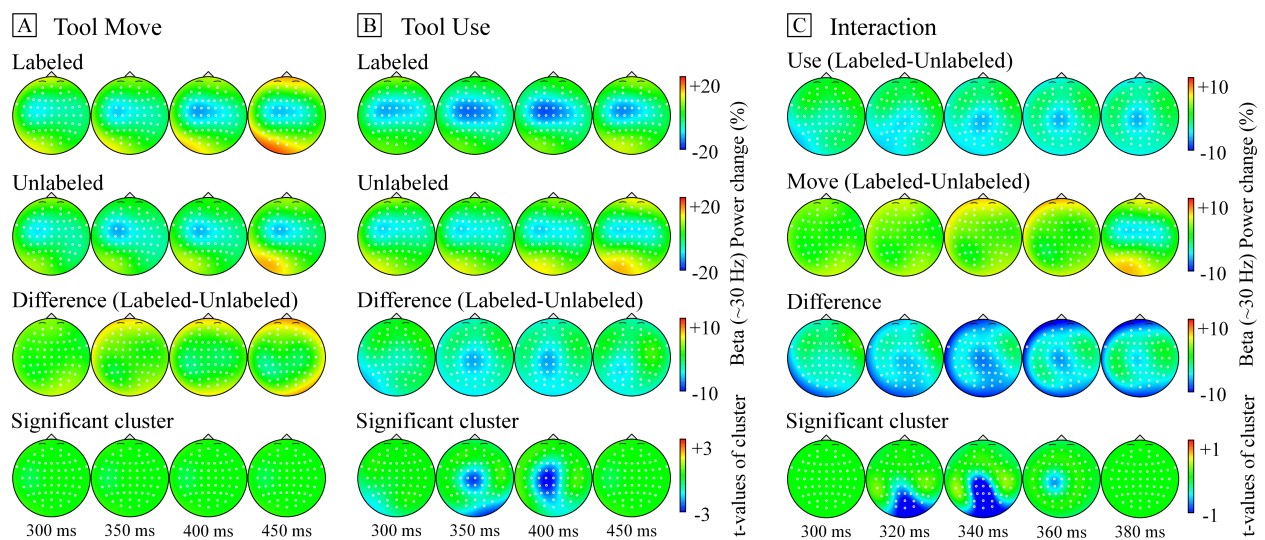 A Tool Move
B Tool Use
C Interaction
Labeled
Labeled
Use (Labeled-Unlabeled)
+20
-20
+10
-10
Unlabeled
Unlabeled
Move (Labeled-Unlabeled)
+20
-20
+10
-10
Difference (Labeled-Unlabeled)
Difference (Labeled-Unlabeled)
Difference
+10
-10
+10
-10
Beta (~30 Hz) Power change (%)
Beta (~30 Hz) Power change (%)
Significant cluster
Significant cluster
Significant cluster
+3
-3
+1
-1
t-values of cluster
t-values of cluster
300 ms 350 ms 400 ms 450 ms
300 ms 350 ms 400 ms 450 ms
300 ms 320 ms 340 ms 360 ms 380 ms